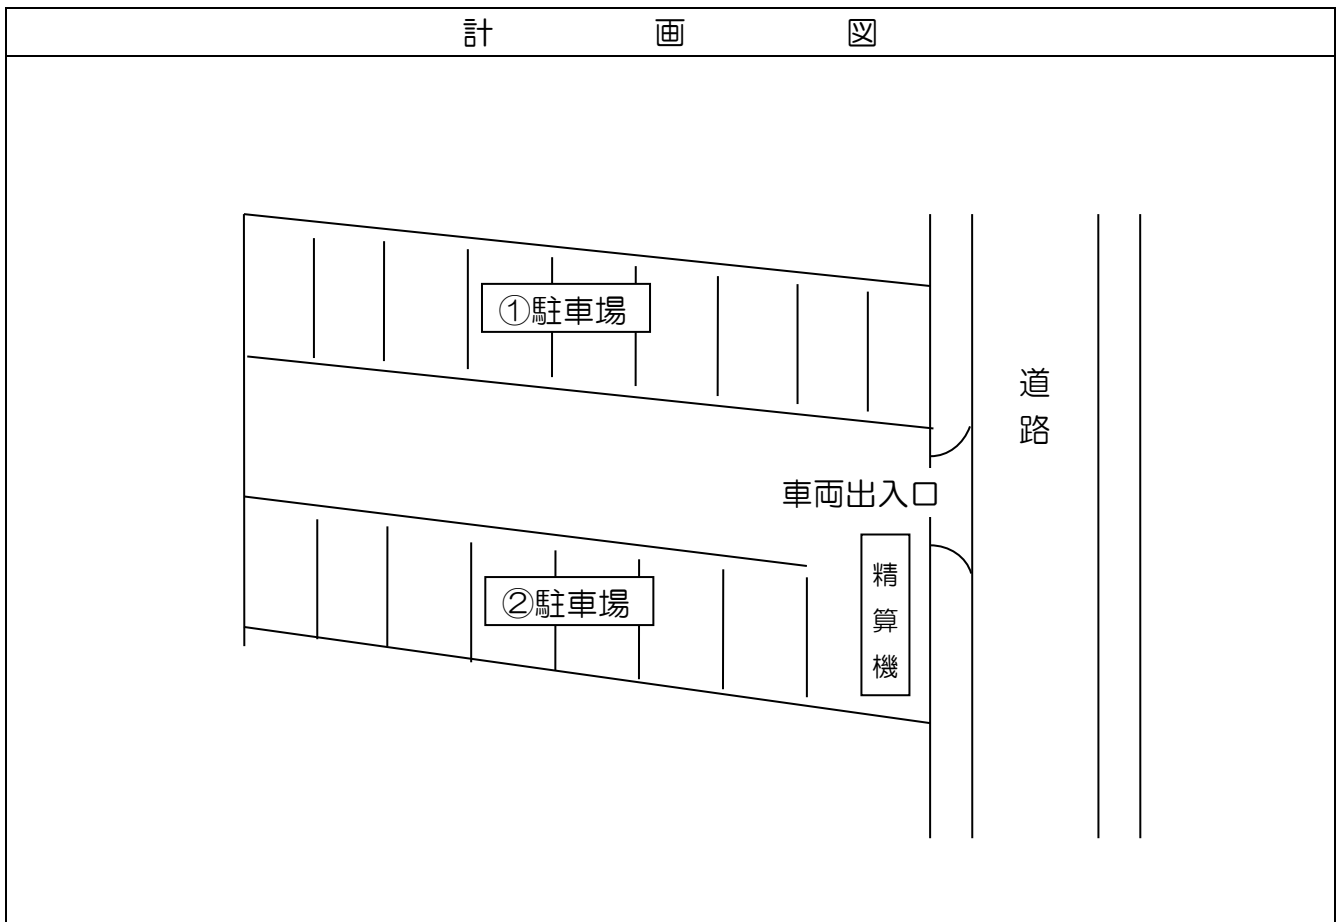 計画図
①駐車場
道路
車両出入口
②駐車場
精算機